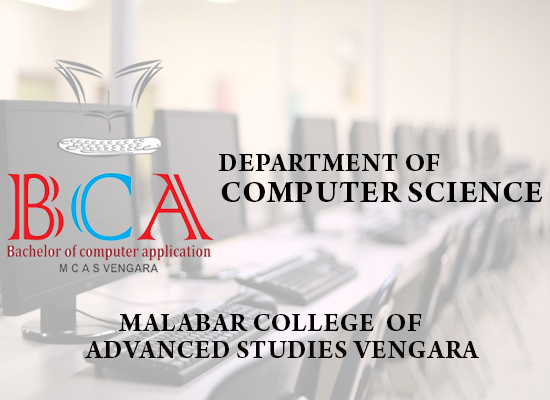 DEPARTMENT OF
COMPUTER SCIENCE
BCA
Bachelor of computer application
M C A S VENGARA
MALABAR COLLEGE OF
ADVANCED STUDIES VENGARA